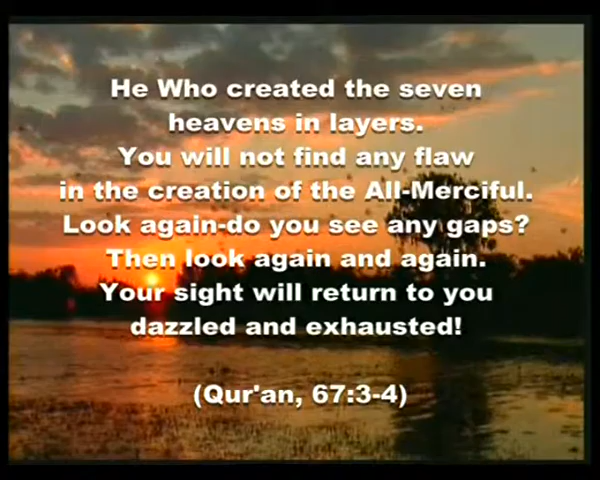 He Who created the seven
heavens in layers.
You will not find any flaw
in the creation of the All-Merciful.
Look again-do you see any gaps?
Then look again and again.
Your sight will return to you
dazzled and exhausted!
(Qur'an, 67:3-4)